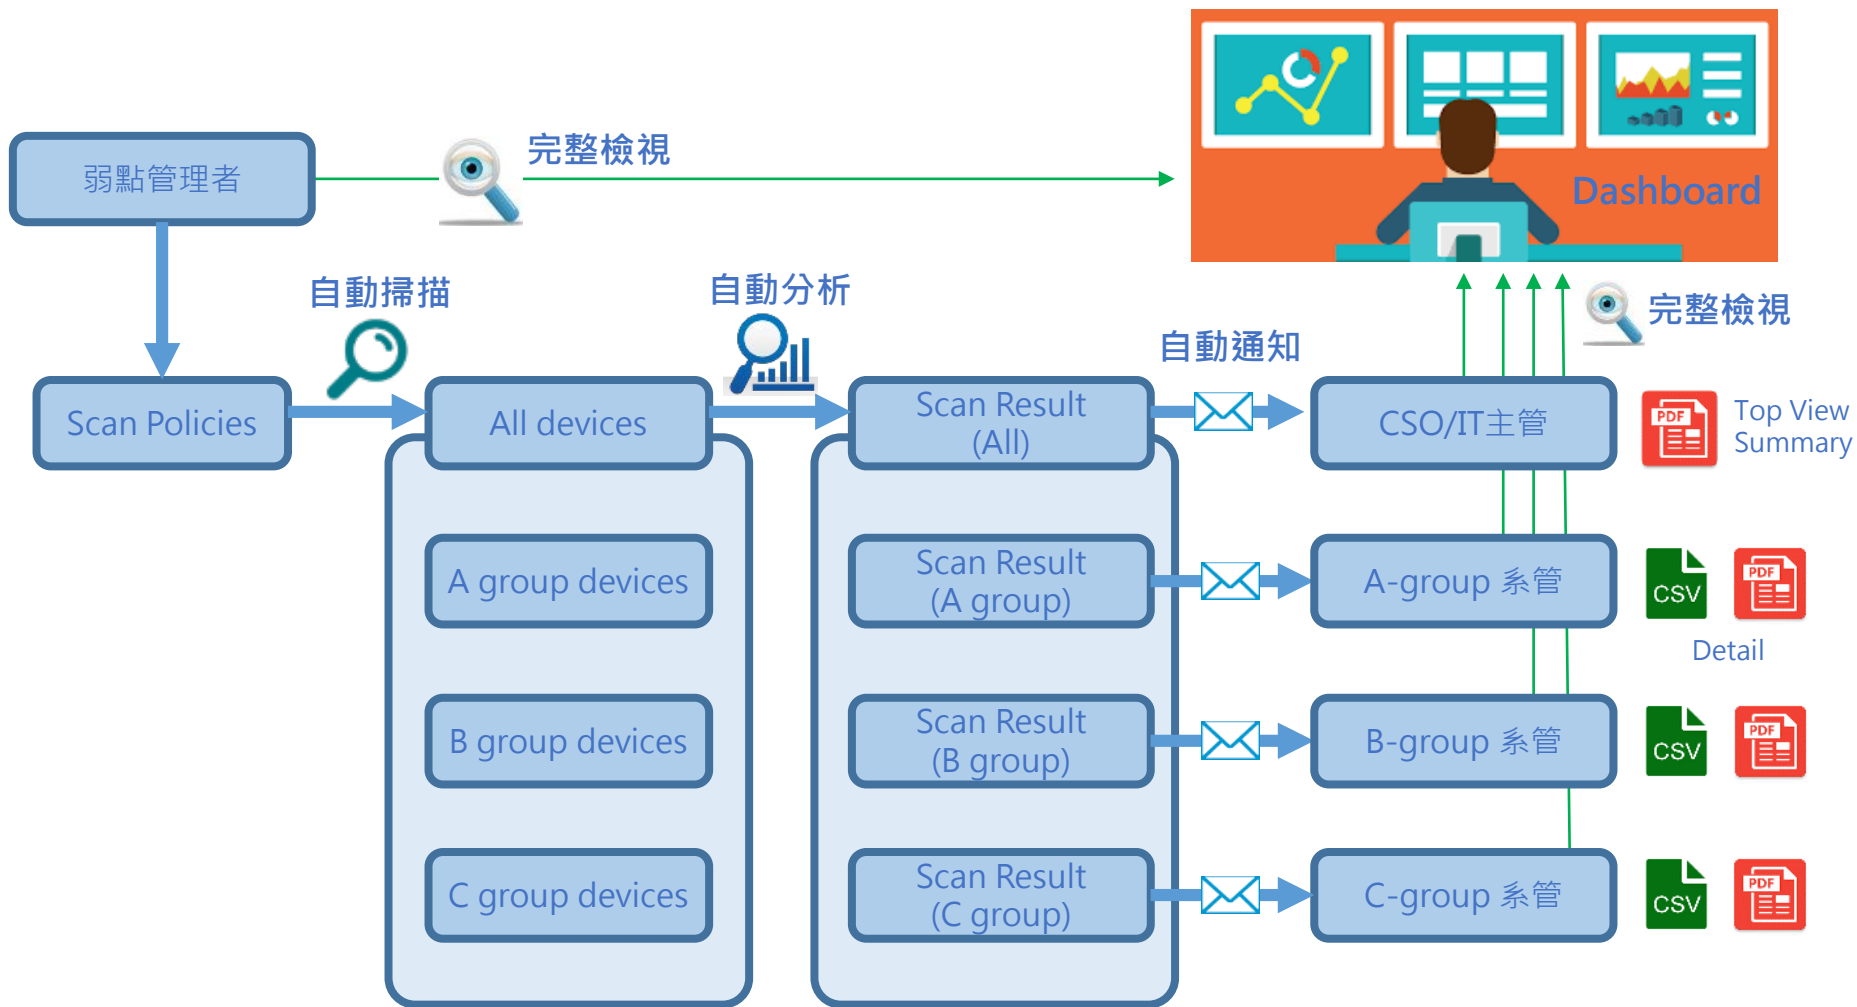 完整檢視
弱點管理者
Dashboard
自動掃描
自動分析
自動通知
完整檢視
Scan Policies
All devices
Scan Result
(All)
CSO/IT主管
PDF
Top View
Summary
A group devices
Scan Result
(A group)
A-group 系管
CSV
PDF
Detail
B group devices
Scan Result
(B group)
B-group 系管
CSV
PDF
C group devices
Scan Result
(C group)
C-group 系管
CSV
PDF